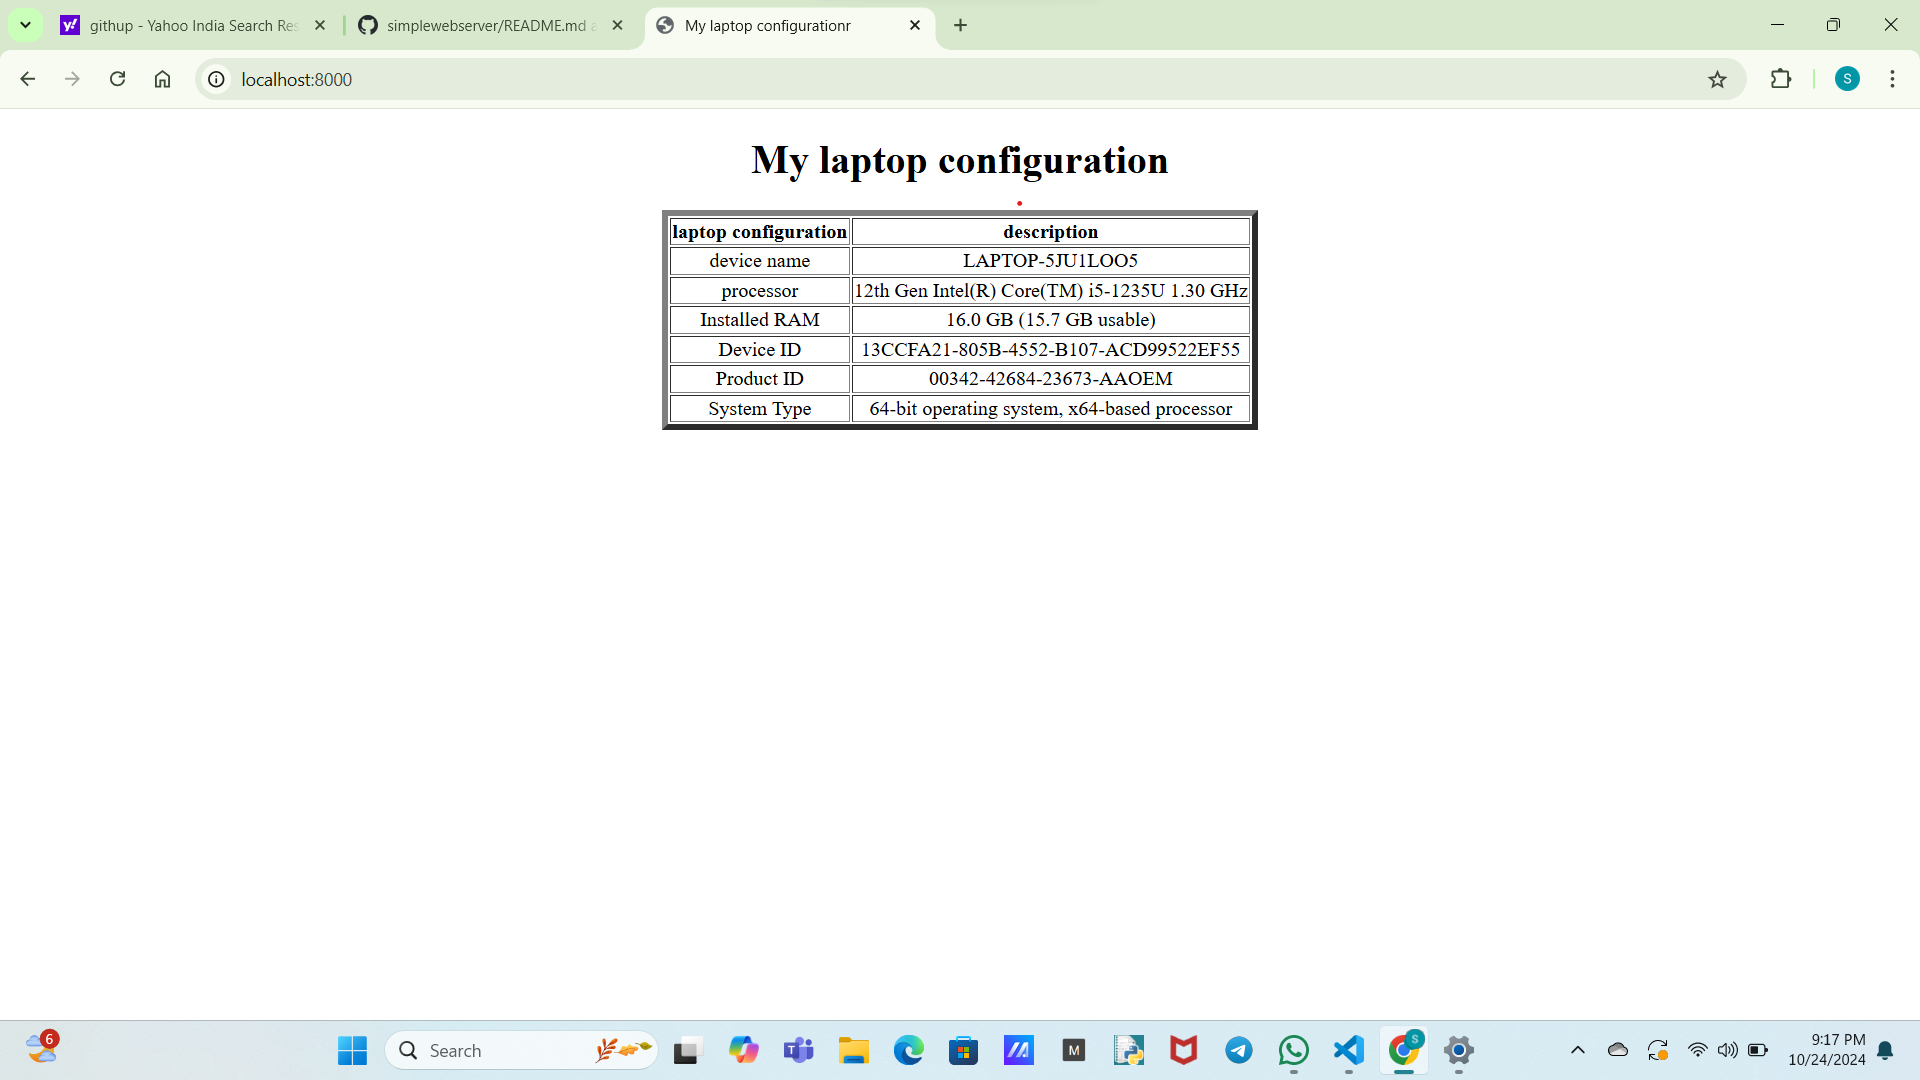 githup - Yahoo India Search Res
simplewebserver/README.md a
My laptop configurationr
localhost:8000
S
My laptop configuration
laptop configuration description
device name LAPTOP-5JU1LOO5
processor 12th Gen Intel(R) Core(TM) i5-1235U 1.30 GHz
Installed RAM 16.0 GB (15.7 GB usable)
Device ID 13CCFA21-805B-4552-B107-ACD99522EF55
Product ID 00342-42684-23673-AAOEM
System Type 64-bit operating system, x64-based processor
6
Search
M
S
9:17 PM
10/24/2024